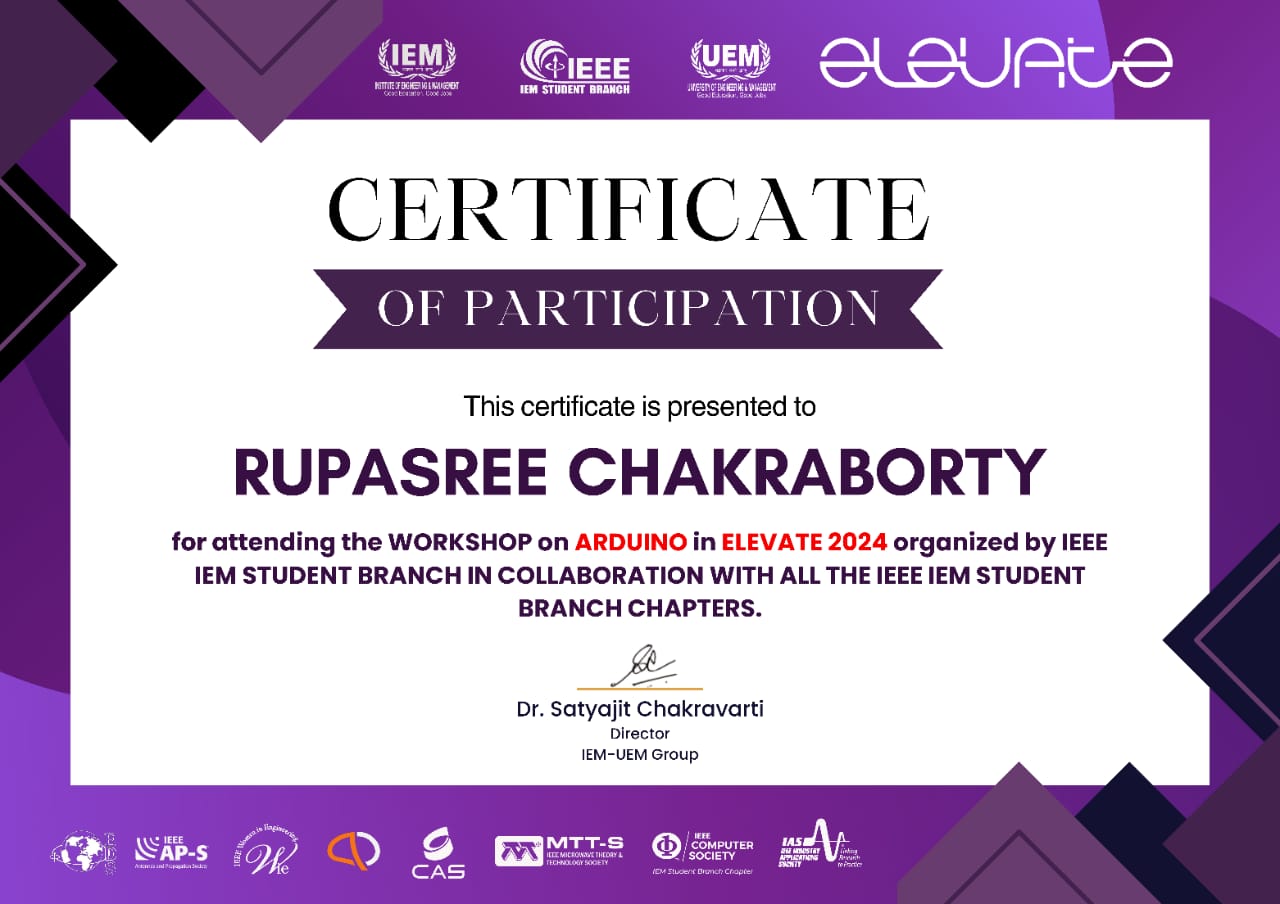 IEM
INSTITUTE OF ENGINEERING & MANAGEMENT
Good Education, Good Jobs
IEEE
IEM STUDENT BRANCH
UEM
UNIVERSITY OF ENGINEERING & MANAGEMENT
Good Education, Good Jobs
eLEVAte
CERTIFICATE
OF PARTICIPATION
This certificate is presented to
RUPASREE CHAKRABORTY
for attending the WORKSHOP on ARDUINO in ELEVATE 2024 organized by IEEE
IEM STUDENT BRANCH IN COLLABORATION WITH ALL THE IEEE IEM STUDENT
BRANCH CHAPTERS.
Dr. Satyajit Chakravarti
Director
IEM-UEM Group
IEEE
AP-S
Antennas and Propagation Society
IEEE Women in Engineering
Wie
CAS
MTT-S
IEEE MICROWAVE THEORY &
TECHNOLOGY SOCIETY
IEEE
COMPUTER
SOCIETY
IEM Student Branch Chapter
IAS
IEEE INDUSTRY
APPLICATIONS
SOCIETY
Linking
Research
to Practice